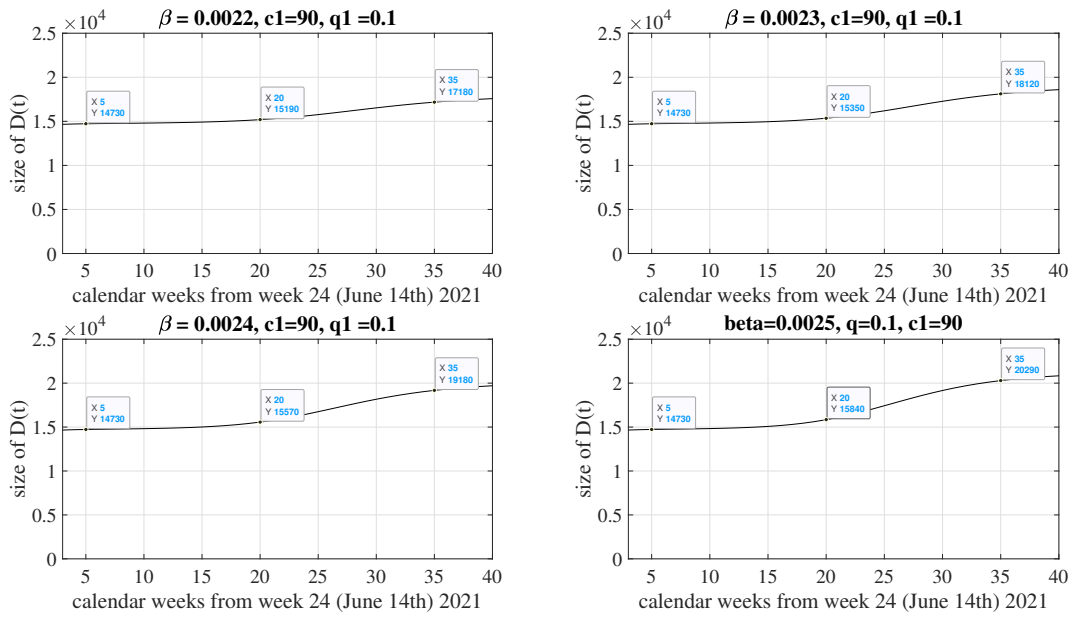 β = 0.0022, c1=90, q1 =0.1
×10⁴
2.5
2
1.5
1
0.5
0
size of D(t)
X 5
Y 14730
X 20
Y 15190
X 35
Y 17180
5 10 15 20 25 30 35 40
calendar weeks from week 24 (June 14th) 2021
β = 0.0023, c1=90, q1 =0.1
×10⁴
2.5
2
1.5
1
0.5
0
size of D(t)
X 5
Y 14730
X 20
Y 15350
X 35
Y 18120
5 10 15 20 25 30 35 40
calendar weeks from week 24 (June 14th) 2021
β = 0.0024, c1=90, q1 =0.1
×10⁴
2.5
2
1.5
1
0.5
0
size of D(t)
X 5
Y 14730
X 20
Y 15570
X 35
Y 19180
5 10 15 20 25 30 35 40
calendar weeks from week 24 (June 14th) 2021
beta=0.0025, q=0.1, c1=90
×10⁴
2.5
2
1.5
1
0.5
0
size of D(t)
X 5
Y 14730
X 20
Y 15840
X 35
Y 20290
5 10 15 20 25 30 35 40
calendar weeks from week 24 (June 14th) 2021